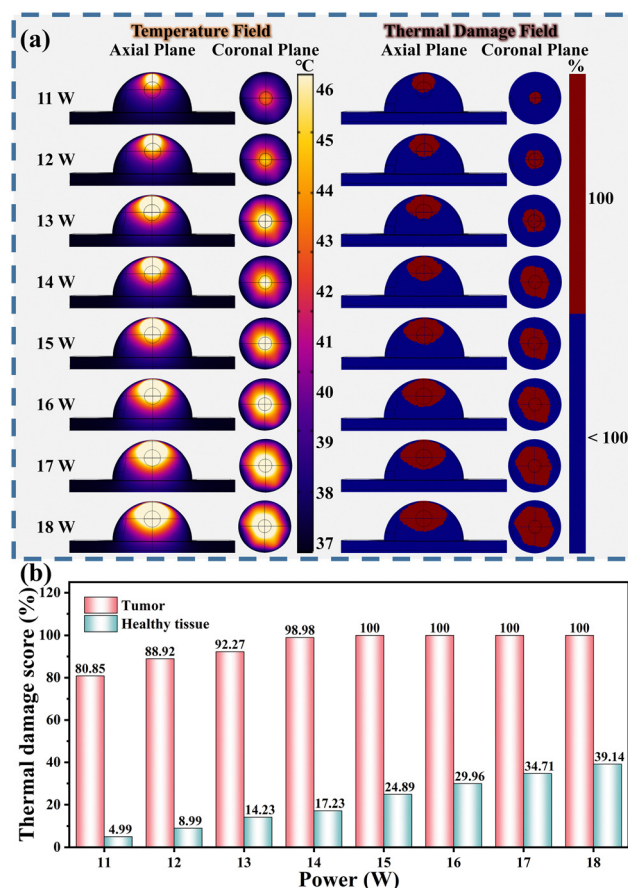 (a)
Temperature Field
Thermal Damage Field
Axial Plane Coronal Plane
Axial Plane Coronal Plane
°C
%
11 W
12 W
13 W
14 W
15 W
16 W
17 W
18 W
46
45
44
43
42
41
40
39
38
37
100
< 100
(b)
Thermal damage score (%)
120
100
80
60
40
20
0
Tumor
Healthy tissue
80.85
4.99
88.92
8.99
92.27
14.23
98.98
17.23
100
24.89
100
29.96
100
34.71
100
39.14
11 12 13 14 15 16 17 18
Power (W)